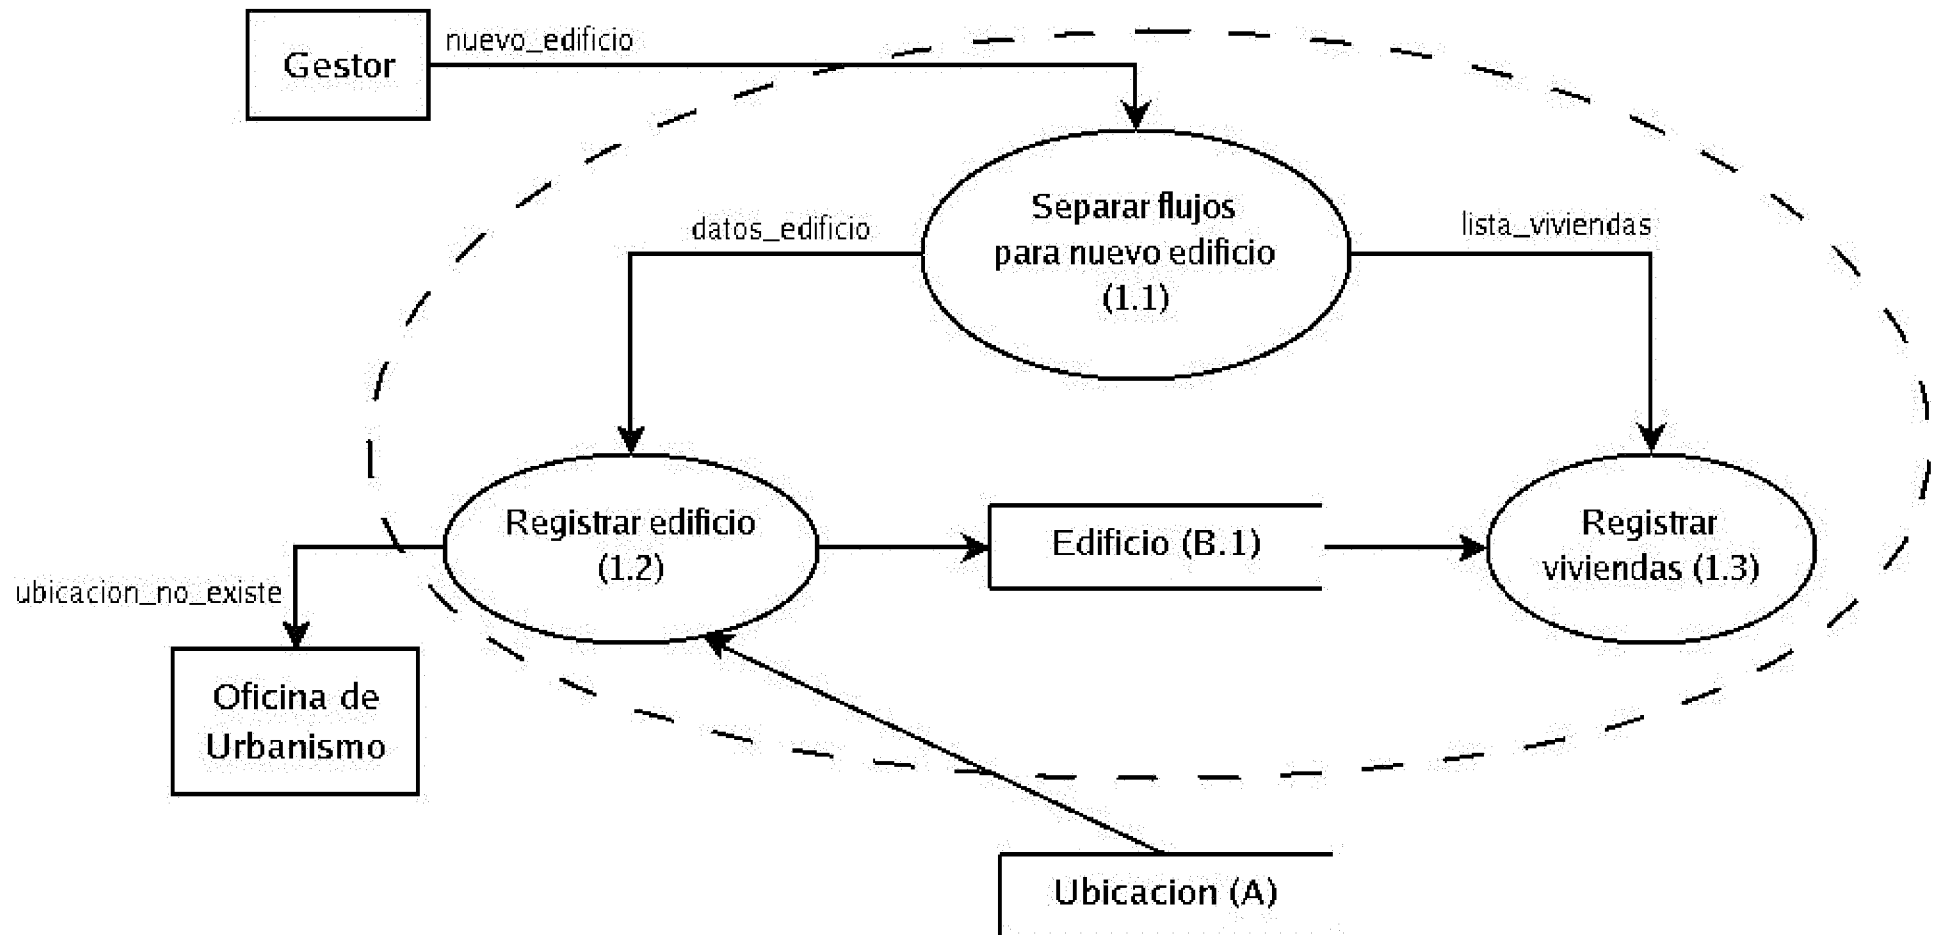 nuevo_edificio
Gestor
Separar flujos
para nuevo edificio
(1.1)
datos_edificio
lista_viviendas
Registrar edificio
(1.2)
Edificio (B.1)
Registrar
viviendas (1.3)
ubicacion_no_existe
Oficina de
Urbanismo
Ubicacion (A)